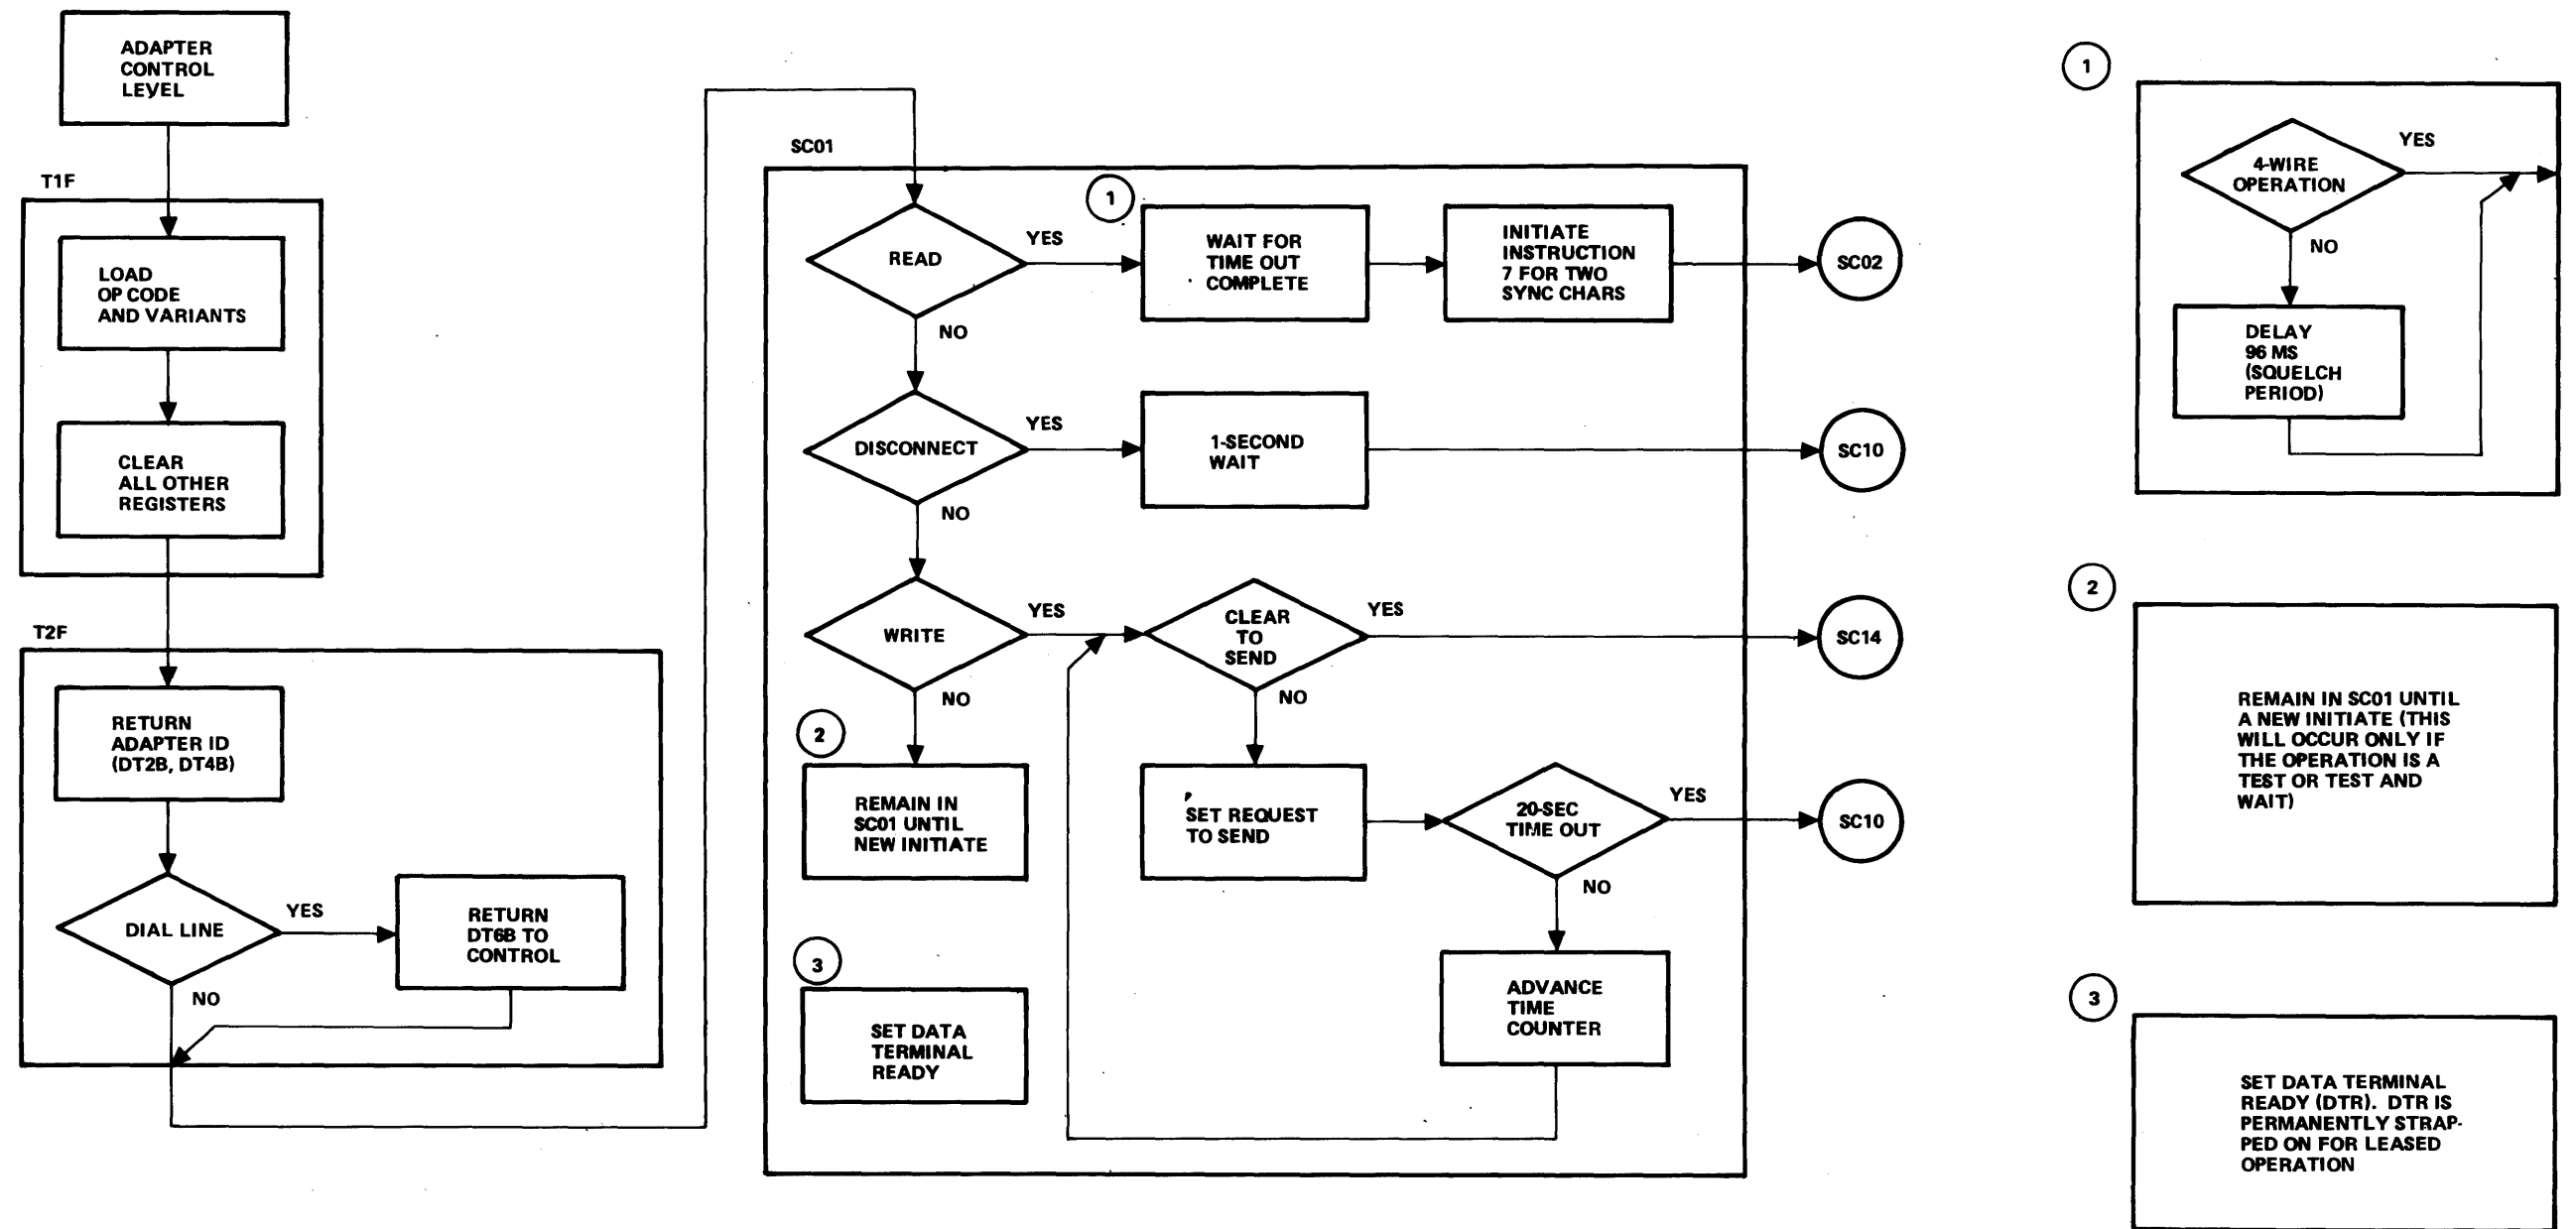 ADAPTER
CONTROL
LEVEL
T1F
LOAD
OP CODE
AND VARIANTS
CLEAR
ALL OTHER
REGISTERS
T2F
RETURN
ADAPTER ID
(DT2B, DT4B)
DIAL LINE
YES
NO
RETURN
DT6B TO
CONTROL
SC01
READ
YES
NO
1
WAIT FOR
TIME OUT
COMPLETE
INITIATE
INSTRUCTION
7 FOR TWO
SYNC CHARS
SC02
DISCONNECT
YES
NO
1-SECOND
WAIT
SC10
WRITE
YES
NO
CLEAR
TO
SEND
YES
NO
SC14
2
REMAIN IN
SC01 UNTIL
NEW INITIATE
SET REQUEST
TO SEND
20-SEC
TIME OUT
YES
NO
SC10
ADVANCE
TIME
COUNTER
3
SET DATA
TERMINAL
READY
1
4-WIRE
OPERATION
YES
NO
DELAY
96 MS
(SQUELCH
PERIOD)
2
REMAIN IN SC01 UNTIL
A NEW INITIATE (THIS
WILL OCCUR ONLY IF
THE OPERATION IS A
TEST OR TEST AND
WAIT)
3
SET DATA TERMINAL
READY (DTR). DTR IS
PERMANENTLY STRAP-
PED ON FOR LEASED
OPERATION